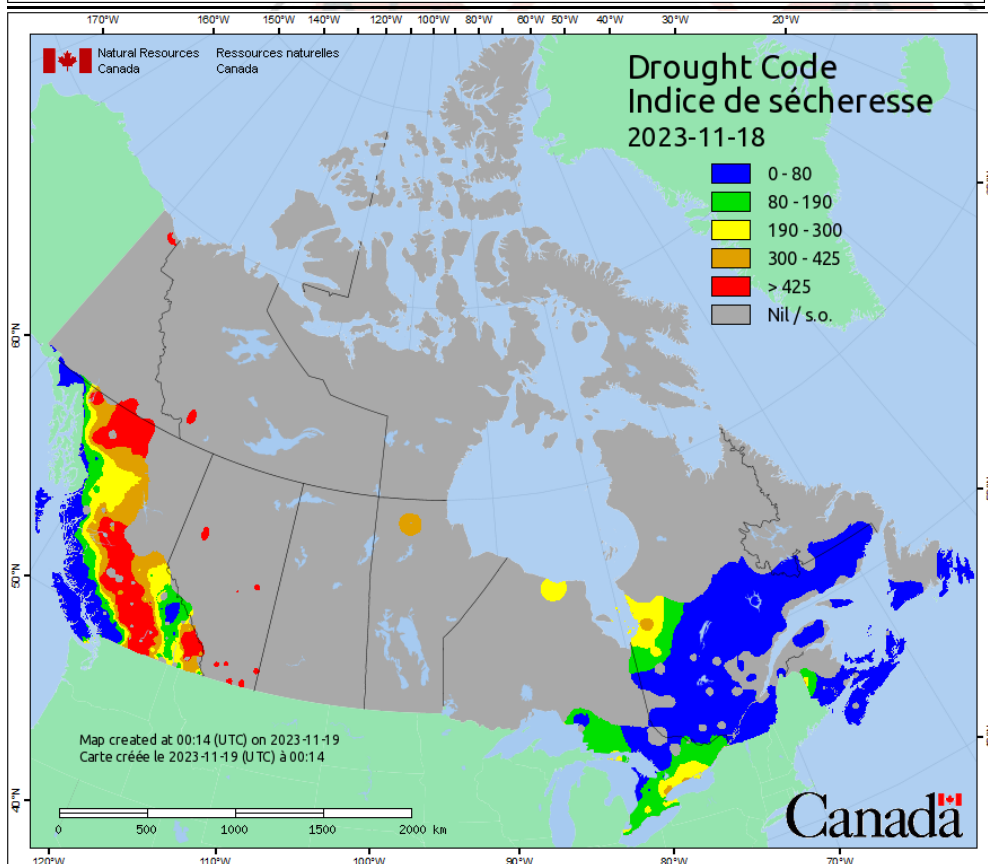 170°W 160°W 150°W 140°W 120°W 100°W 80°W 60°W 50°W 40°W 30°W 20°W
Natural Resources Ressources naturelles
Canada Canada
Drought Code
Indice de sécheresse
2023-11-18
0 - 80
80 - 190
190 - 300
300 - 425
> 425
Nil / s.o.
60°N
50°N
40°N
Map created at 00:14 (UTC) on 2023-11-19
Carte créée le 2023-11-19 (UTC) à 00:14
0 500 1000 1500 2000 km
Canada
120°W 110°W 100°W 90°W 80°W 70°W